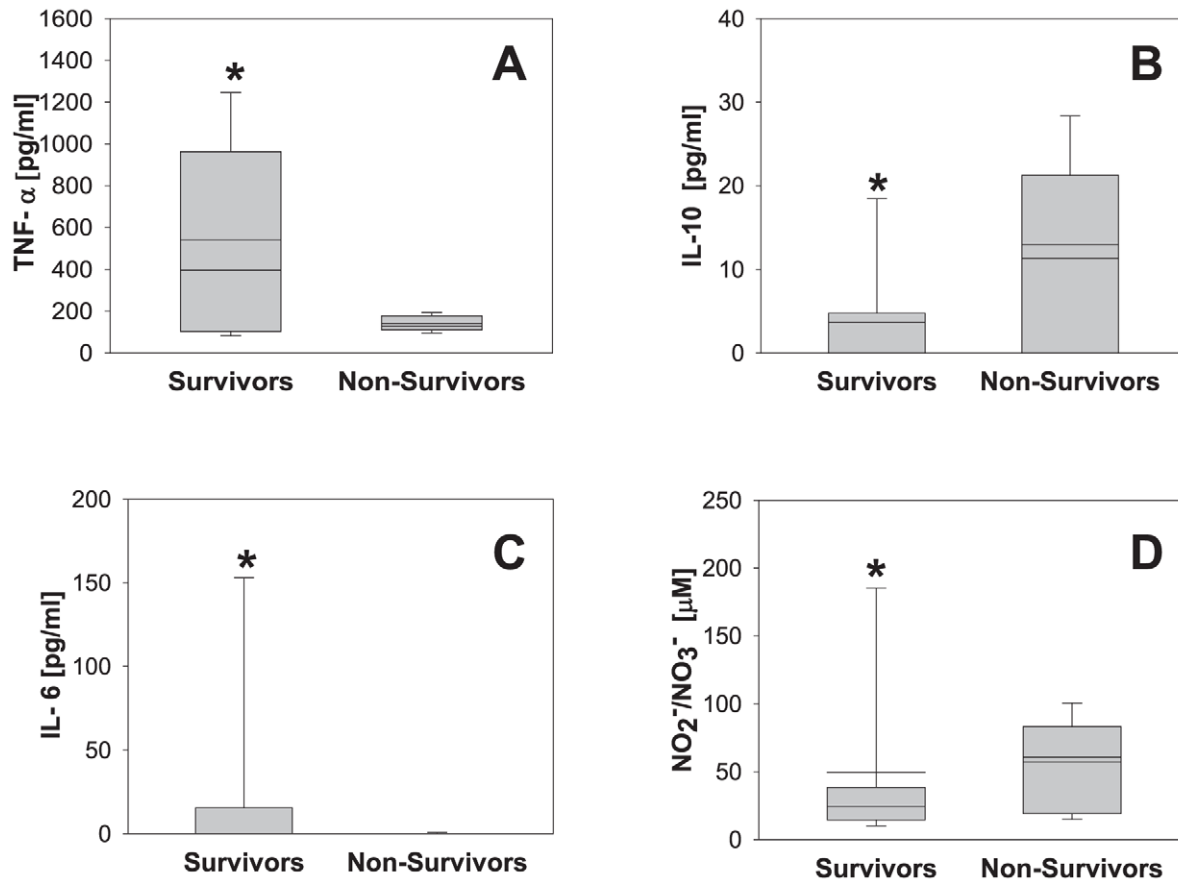 A
TNF- α [pg/ml]
1600
1400
1200
1000
800
600
400
200
0
*
Survivors Non-Survivors
B
IL-10 [pg/ml]
40
30
20
10
0
*
Survivors Non-Survivors
C
IL- 6 [pg/ml]
200
150
100
50
0
*
Survivors Non-Survivors
D
NO₂⁻/NO₃⁻ [µM]
250
200
150
100
50
0
*
Survivors Non-Survivors